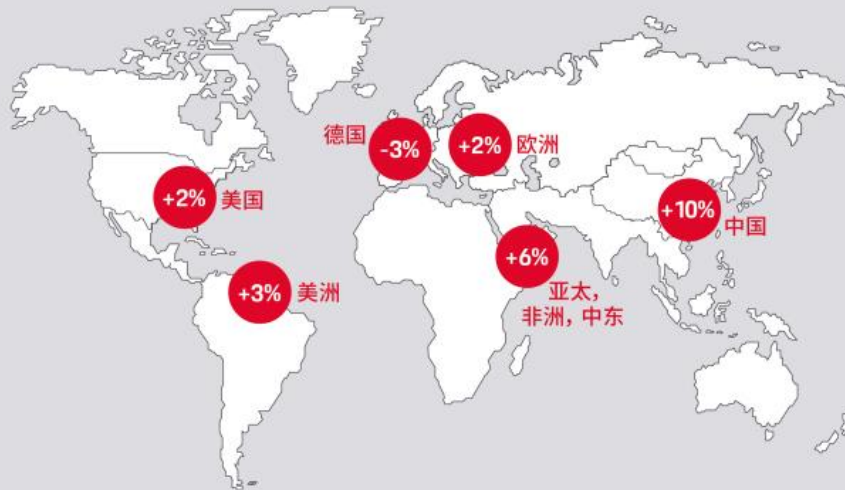 德国
-3%
+2%
欧洲
+2%
美国
+10%
中国
+6%
亚太，
非洲，中东
+3%
美洲